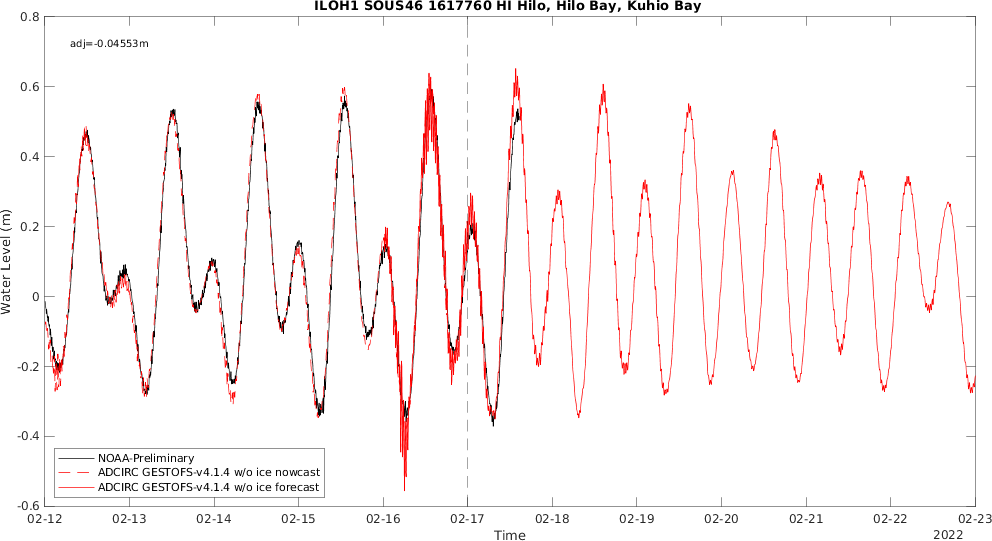 ILOH1 SOUS46 1617760 HI Hilo, Hilo Bay, Kuhio Bay
0.8
adj=-0.04553m
0.6
0.4
0.2
0
-0.2
-0.4
-0.6
Water Level (m)
NOAA-Preliminary
ADCIRC GESTOFS-v4.1.4 w/o ice nowcast
ADCIRC GESTOFS-v4.1.4 w/o ice forecast
02-12 02-13 02-14 02-15 02-16 02-17 02-18 02-19 02-20 02-21 02-22 02-23
Time
2022